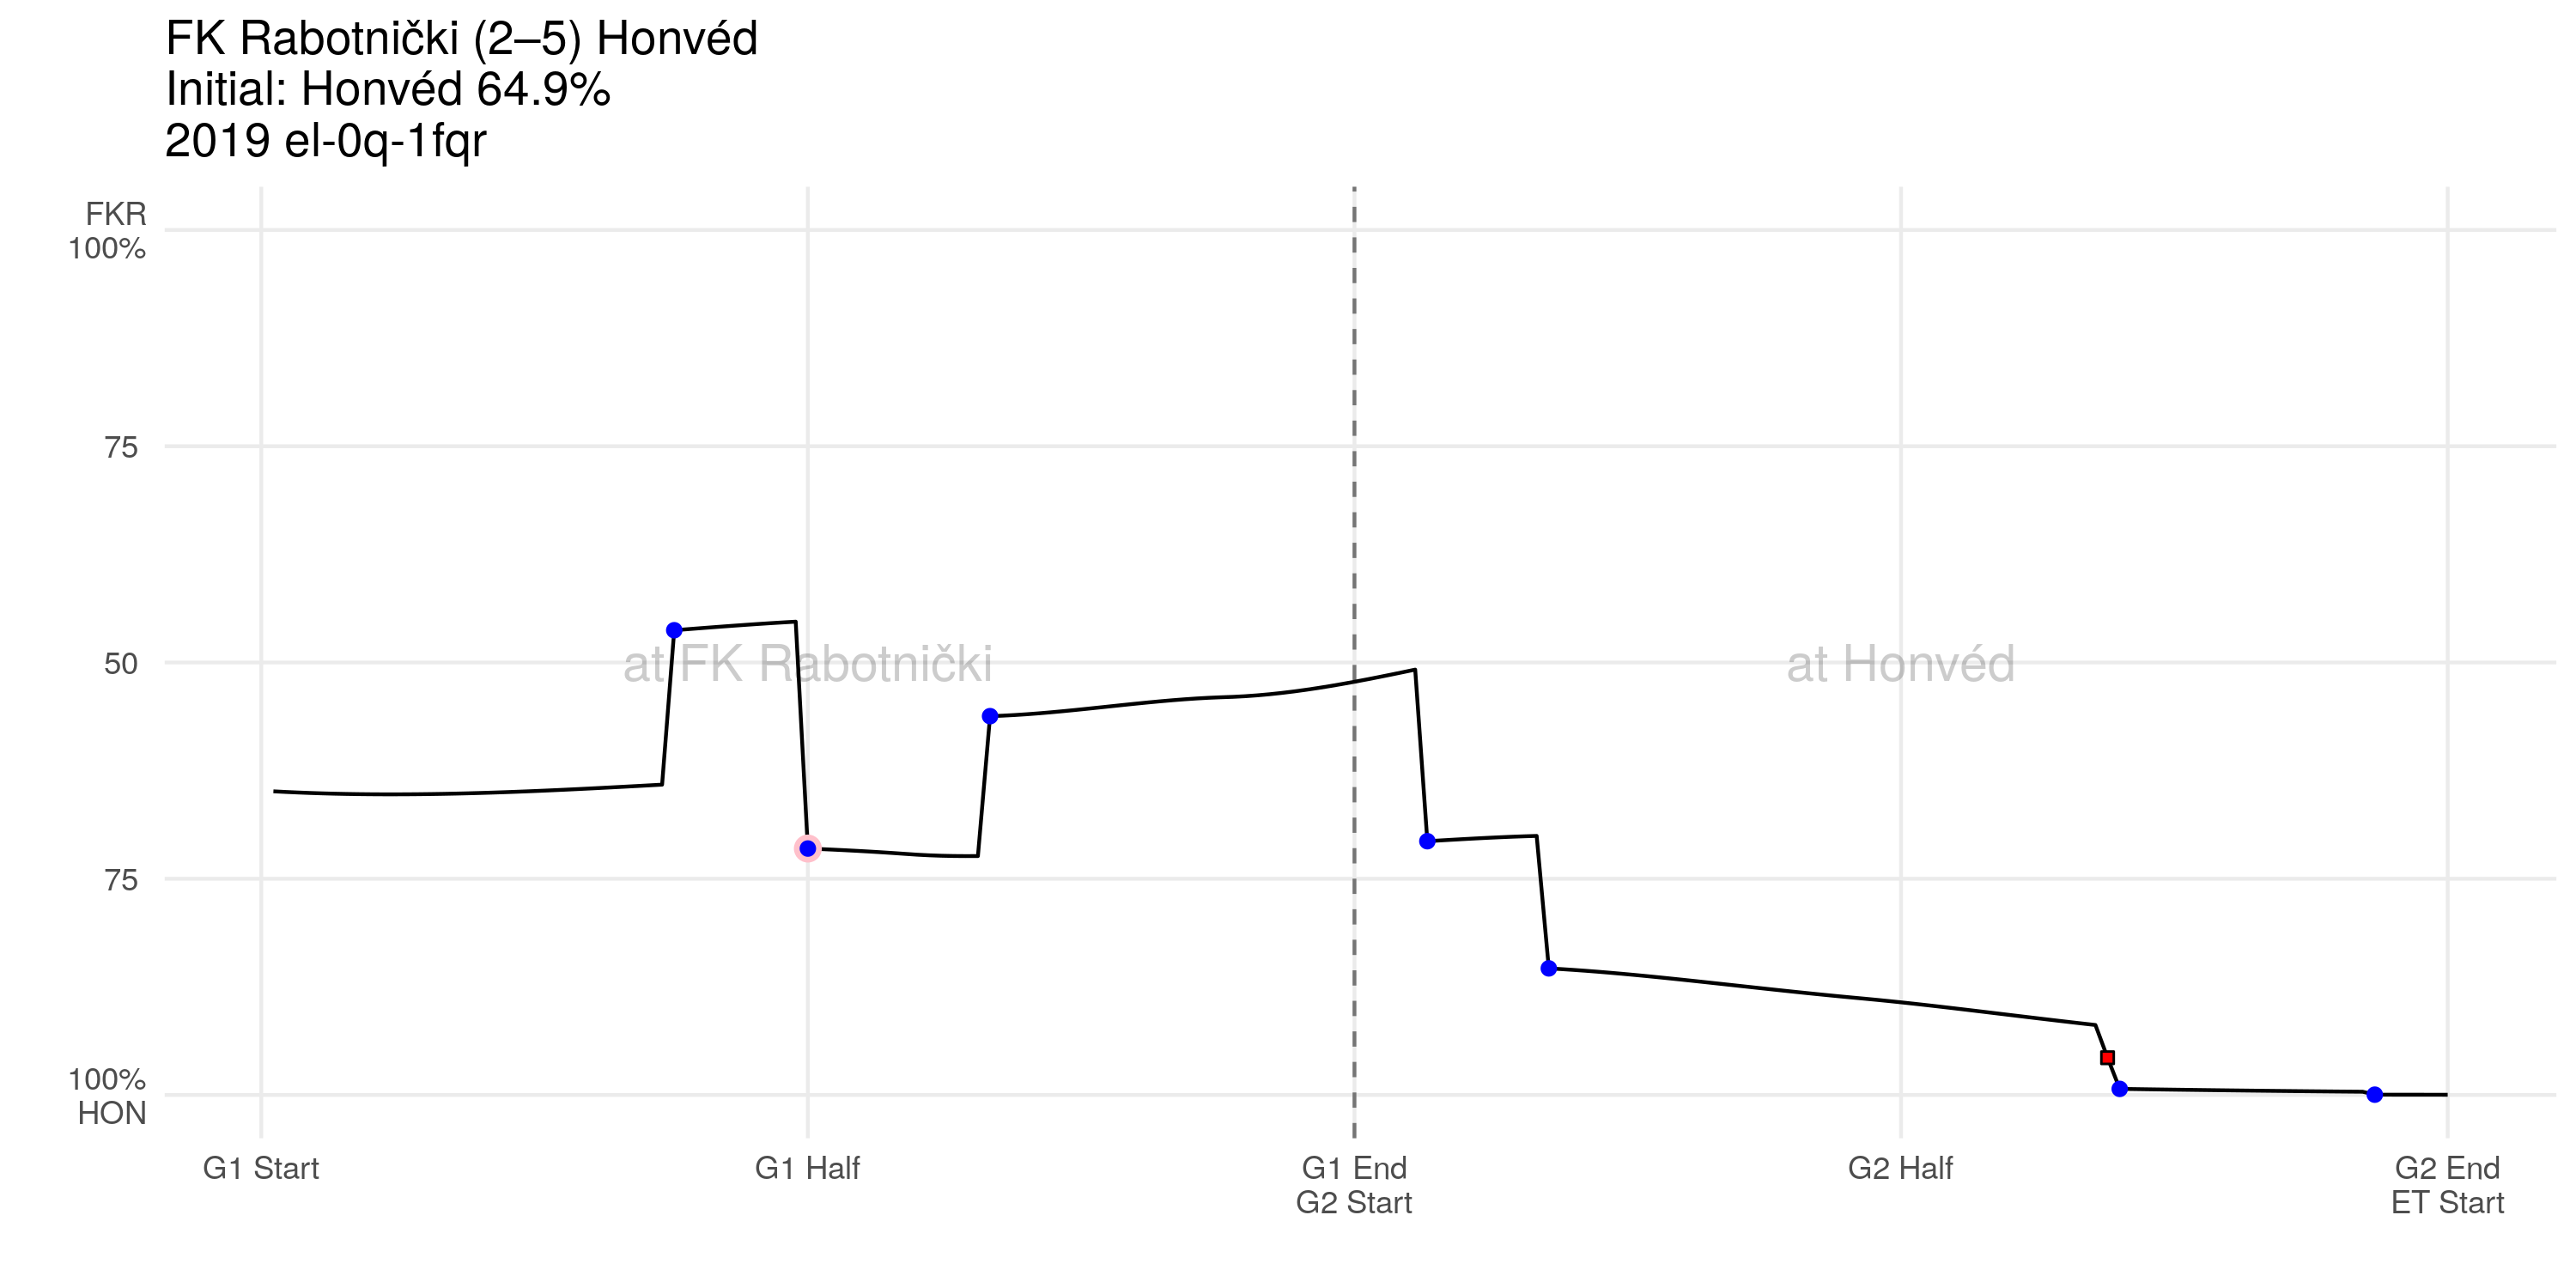 FK Rabotnički (2–5) Honvéd
Initial: Honvéd 64.9%
2019 el-0q-1fqr
FKR
100%
75
50
75
100%
HON
at FK Rabotnički
at Honvéd
G1 Start
G1 Half
G1 End
G2 Start
G2 Half
G2 End
ET Start